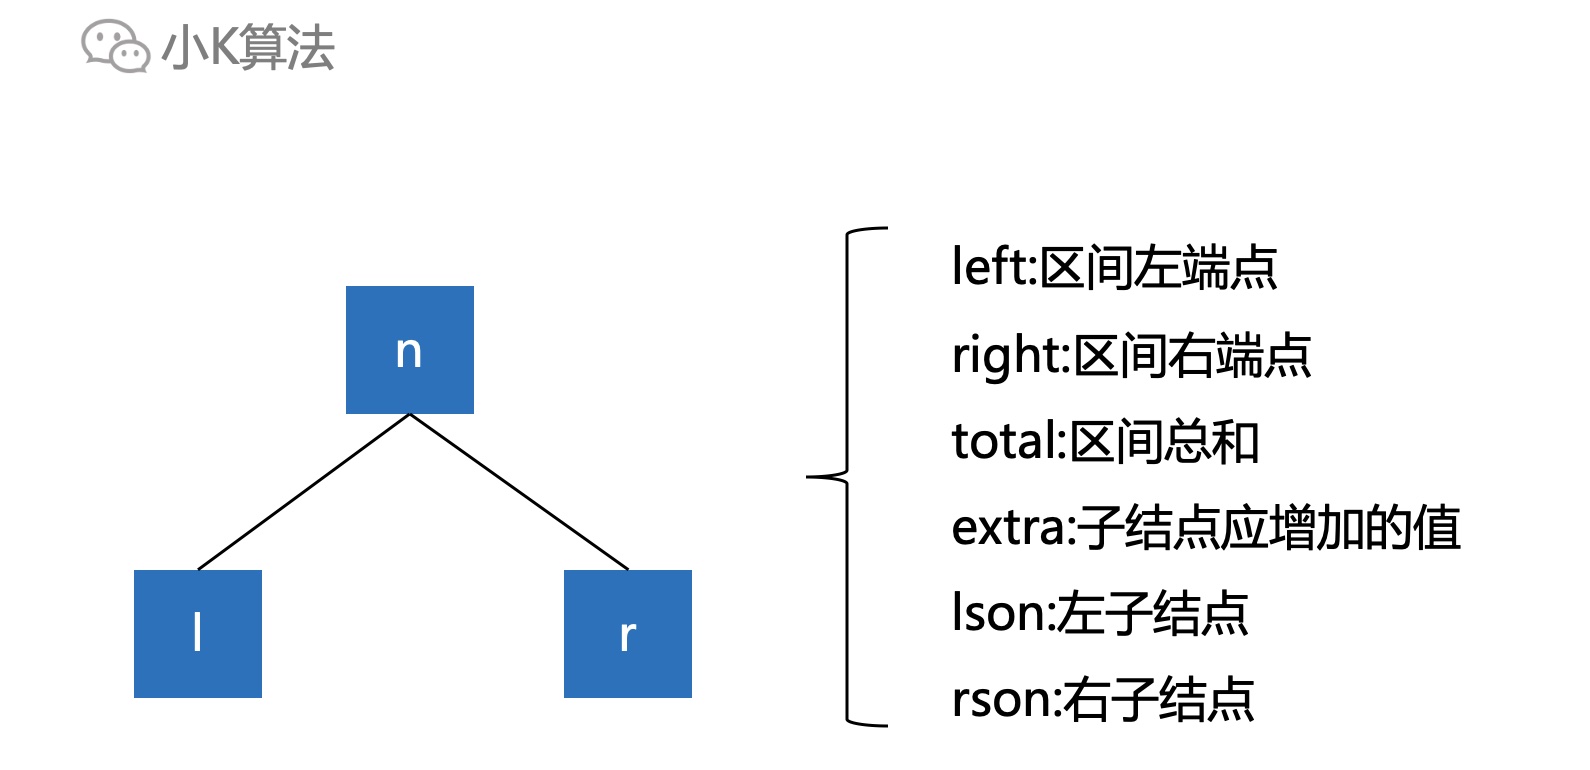 小K算法
n
l
r
left:区间左端点
right:区间右端点
total:区间总和
extra:子结点应增加的值
lson:左子结点
rson:右子结点